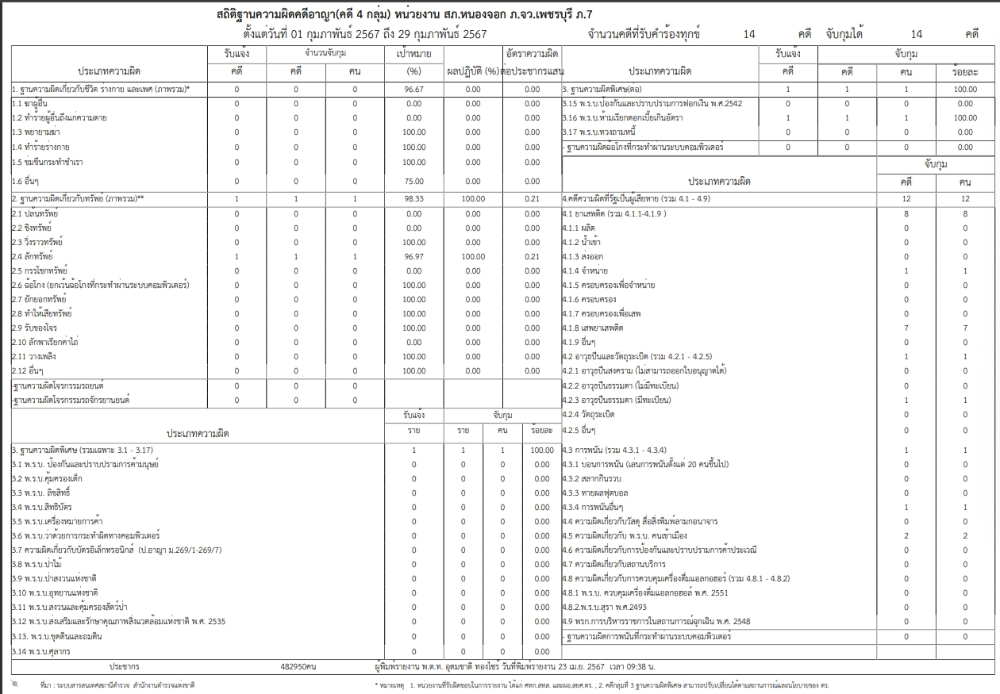 สถิติฐานความผิดคดีอาญา(คดี 4 กลุ่ม) หน่วยงาน สภ.หนองจอก ภ.จว.เพชรบุรี ภ.7
ตั้งแต่วันที่ 01 กุมภาพันธ์ 2567 ถึง 29 กุมภาพันธ์ 2567 จำนวนคดีที่รับคำร้องทุกข์ 14 คดี จับกุมได้ 14 คดี
ประเภทความผิด รับแจ้ง จำนวนจับกุม เป้าหมาย ผลปฏิบัติ (%) อัตราความผิด
คดี คดี คน (%) ต่อประชากรแสน
1. ฐานความผิดเกี่ยวกับชีวิต ร่างกาย และเพศ (ภาพรวม)* 0 0 0 96.67 0.00 0.00
1.1 ฆ่าผู้อื่น 0 0 0 0.00 0.00 0.00
1.2 ทำร้ายผู้อื่นถึงแก่ความตาย 0 0 0 0.00 0.00 0.00
1.3 พยายามฆ่า 0 0 0 100.00 0.00 0.00
1.4 ทำร้ายร่างกาย 0 0 0 100.00 0.00 0.00
1.5 ข่มขืนกระทำชำเรา 0 0 0 100.00 0.00 0.00
1.6 อื่นๆ 0 0 0 75.00 0.00 0.00
2. ฐานความผิดเกี่ยวกับทรัพย์ (ภาพรวม)** 1 1 1 98.33 100.00 0.21
2.1 ปล้นทรัพย์ 0 0 0 0.00 0.00 0.00
2.2 ชิงทรัพย์ 0 0 0 0.00 0.00 0.00
2.3 วิ่งราวทรัพย์ 0 0 0 100.00 0.00 0.00
2.4 ลักทรัพย์ 1 1 1 96.97 100.00 0.21
2.5 กรรโชกทรัพย์ 0 0 0 0.00 0.00 0.00
2.6 ฉ้อโกง (ยกเว้นฉ้อโกงที่กระทำผ่านระบบคอมพิวเตอร์) 0 0 0 100.00 0.00 0.00
2.7 ยักยอกทรัพย์ 0 0 0 100.00 0.00 0.00
2.8 ทำให้เสียทรัพย์ 0 0 0 100.00 0.00 0.00
2.9 รับของโจร 0 0 0 100.00 0.00 0.00
2.10 ลักพาเรียกค่าไถ่ 0 0 0 0.00 0.00 0.00
2.11 วางเพลิง 0 0 0 100.00 0.00 0.00
2.12 อื่นๆ 0 0 0 100.00 0.00 0.00
-ฐานความผิดโจรกรรมรถยนต์ 0 0 0
-ฐานความผิดโจรกรรมรถจักรยานยนต์ 0 0 0
ประเภทความผิด รับแจ้ง จับกุม
ราย ราย คน ร้อยละ
3. ฐานความผิดพิเศษ (รวมเฉพาะ 3.1 - 3.17) 1 1 1 100.00
3.1 พ.ร.บ. ป้องกันและปราบปรามการค้ามนุษย์ 0 0 0 0.00
3.2 พ.ร.บ.คุ้มครองเด็ก 0 0 0 0.00
3.3 พ.ร.บ. ลิขสิทธิ์ 0 0 0 0.00
3.4 พ.ร.บ.สิทธิบัตร 0 0 0 0.00
3.5 พ.ร.บ.เครื่องหมายการค้า 0 0 0 0.00
3.6 พ.ร.บ.ว่าด้วยการกระทำผิดทางคอมพิวเตอร์ 0 0 0 0.00
3.7 ความผิดเกี่ยวกับบัตรอิเล็กทรอนิกส์ (ป.อาญา ม.269/1-269/7) 0 0 0 0.00
3.8 พ.ร.บ.ป่าไม้ 0 0 0 0.00
3.9 พ.ร.บ.ป่าสงวนแห่งชาติ 0 0 0 0.00
3.10 พ.ร.บ.อุทยานแห่งชาติ 0 0 0 0.00
3.11 พ.ร.บ.สงวนและคุ้มครองสัตว์ป่า 0 0 0 0.00
3.12 พ.ร.บ.ส่งเสริมและรักษาคุณภาพสิ่งแวดล้อมแห่งชาติ พ.ศ. 2535 0 0 0 0.00
3.13. พ.ร.บ.ขุดดินและถมดิน 0 0 0 0.00
3.14 พ.ร.บ.ศุลากร 0 0 0 0.00
ประเภทความผิด รับแจ้ง จับกุม
คดี คดี คน ร้อยละ
3. ฐานความผิดพิเศษ(ต่อ) 1 1 1 100.00
3.15 พ.ร.บ.ป้องกันและปราบปรามการฟอกเงิน พ.ศ.2542 0 0 0 0.00
3.16 พ.ร.บ.ห้ามเรียกดอกเบี้ยเกินอัตรา 1 1 1 100.00
3.17 พ.ร.บ.ทวงถามหนี้ 0 0 0 0.00
- ฐานความผิดฉ้อโกงที่กระทำผ่านระบบคอมพิวเตอร์ 0 0 0 0.00
ประเภทความผิด จับกุม
คดี คน
4.คดีความผิดที่รัฐเป็นผู้เสียหาย (รวม 4.1 - 4.9) 12 12
4.1 ยาเสพติด (รวม 4.1.1-4.1.9 ) 8 8
4.1.1 ผลิต 0 0
4.1.2 น้ำเข้า 0 0
4.1.3 ส่งออก 0 0
4.1.4 จำหน่าย 1 1
4.1.5 ครอบครองเพื่อจำหน่าย 0 0
4.1.6 ครอบครอง 0 0
4.1.7 ครอบครองเพื่อเสพ 0 0
4.1.8 เสพยาเสพติด 7 7
4.1.9 อื่นๆ 0 0
4.2 อาวุธปืนและวัตถุระเบิด (รวม 4.2.1 - 4.2.5) 1 1
4.2.1 อาวุธปืนสงคราม (ไม่สามารถออกใบอนุญาตได้) 0 0
4.2.2 อาวุธปืนธรรมดา (ไม่มีทะเบียน) 0 0
4.2.3 อาวุธปืนธรรมดา (มีทะเบียน) 1 1
4.2.4 วัตถุระเบิด 0 0
4.2.5 อื่นๆ 0 0
4.3 การพนัน (รวม 4.3.1 - 4.3.4) 1 1
4.3.1 บ่อนการพนัน (เล่นการพนันตั้งแต่ 20 คนขึ้นไป) 0 0
4.3.2 สลากกินรวบ 0 0
4.3.3 ทายผลฟุตบอล 0 0
4.3.4 การพนันอื่นๆ 1 1
4.4 ความผิดเกี่ยวกับวัสดุ สื่อสิ่งพิมพ์ลามกอนาจาร 0 0
4.5 ความผิดเกี่ยวกับ พ.ร.บ. คนเข้าเมือง 2 2
4.6 ความผิดเกี่ยวกับการป้องกันและปราบปรามการค้าประเวณี 0 0
4.7 ความผิดเกี่ยวกับสถานบริการ 0 0
4.8 ความผิดเกี่ยวกับการควบคุมเครื่องดื่มแอลกอฮอร์ (รวม 4.8.1 - 4.8.2) 0 0
4.8.1 พ.ร.บ. ควบคุมเครื่องดื่มแอลกอฮอล์ พ.ศ. 2551 0 0
4.8.2.พ.ร.บ.สุรา พ.ศ.2493 0 0
4.9 พรก.การบริหารราชการในสถานการณ์ฉุกเฉิน พ.ศ. 2548 0 0
- ฐานความผิดการพนันที่กระทำผ่านระบบคอมพิวเตอร์ 0 0
ประชากร 482950คน ผู้พิมพ์รายงาน พ.ต.ท. อุดมชาติ ทองไซร้ วันที่พิมพ์รายงาน 23 เม.ย. 2567 เวลา 09:38 น.
ที่มา : ระบบสารสนเทศสถานีตำรวจ สำนักงานตำรวจแห่งชาติ * หมายเหตุ 1. หน่วยงานที่รับผิดชอบในการรายงาน ได้แก่ ศทก.สทส. และผอ.สยศ.ตร. , 2. คดีกลุ่มที่ 3 ฐานความผิดพิเศษ สามารถปรับเปลี่ยนได้ตามสถานการณ์และนโยบายของ ตร.